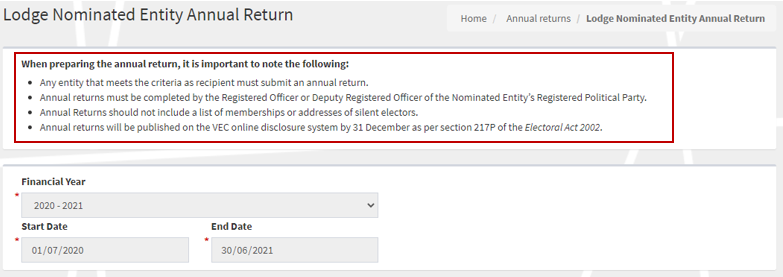 Lodge Nominated Entity Annual Return
Home / Annual returns / Lodge Nominated Entity Annual Return
When preparing the annual return, it is important to note the following:
• Any entity that meets the criteria as recipient must submit an annual return.
• Annual returns must be completed by the Registered Officer or Deputy Registered Officer of the Nominated Entity's Registered Political Party.
• Annual Returns should not include a list of memberships or addresses of silent electors.
• Annual returns will be published on the VEC online disclosure system by 31 December as per section 217P of the Electoral Act 2002.
Financial Year
* 2020 - 2021
Start Date End Date
* 01/07/2020 * 30/06/2021